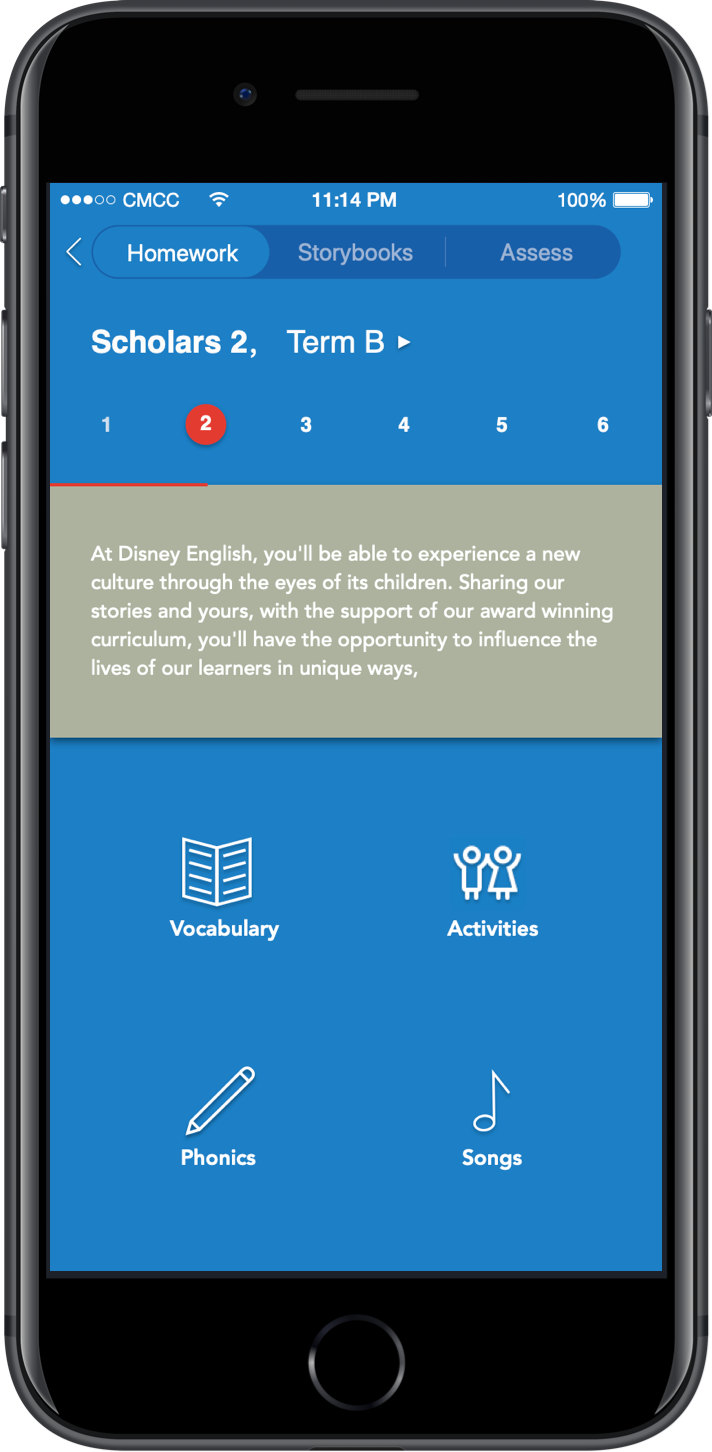 CMCC 11:14 PM 100%
Homework Storybooks Assess
Scholars 2, Term B
1 2 3 4 5 6
At Disney English, you'll be able to experience a new
culture through the eyes of its children. Sharing our
stories and yours, with the support of our award winning
curriculum, you'll have the opportunity to influence the
lives of our learners in unique ways,
Vocabulary Activities
Phonics Songs